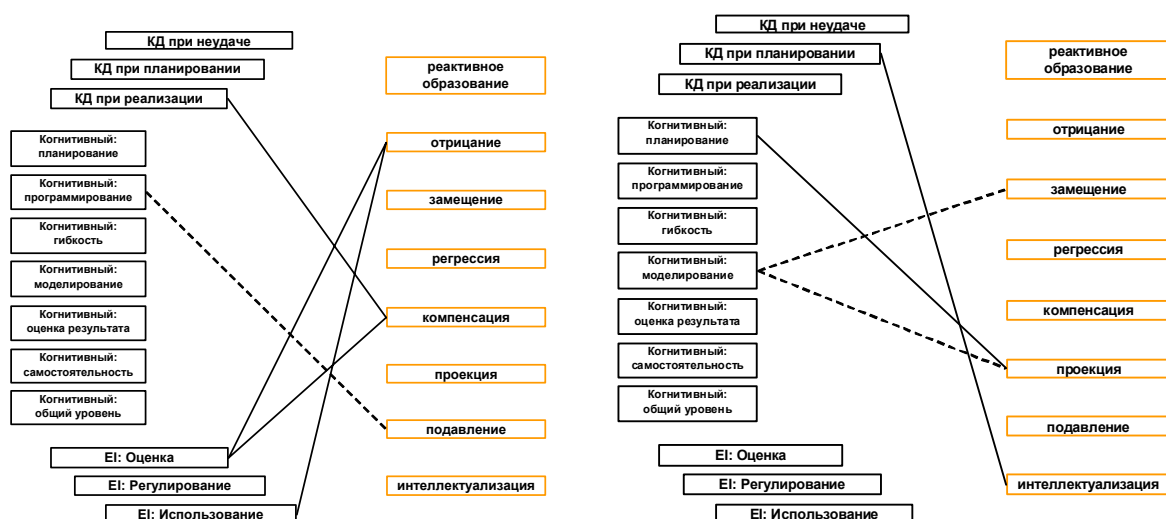 КД при неудаче
КД при планировании
КД при реализации
Когнитивный:
планирование
Когнитивный:
программирование
Когнитивный:
гибкость
Когнитивный:
моделирование
Когнитивный:
оценка результата
Когнитивный:
самостоятельность
Когнитивный:
общий уровень
EI: Оценка
EI: Регулирование
EI: Использование
реактивное
образование
отрицание
замещение
регрессия
компенсация
проекция
подавление
интеллектуализация
КД при неудаче
КД при планировании
КД при реализации
Когнитивный:
планирование
Когнитивный:
программирование
Когнитивный:
гибкость
Когнитивный:
моделирование
Когнитивный:
оценка результата
Когнитивный:
самостоятельность
Когнитивный:
общий уровень
EI: Оценка
EI: Регулирование
EI: Использование
реактивное
образование
отрицание
замещение
регрессия
компенсация
проекция
подавление
интеллектуализация